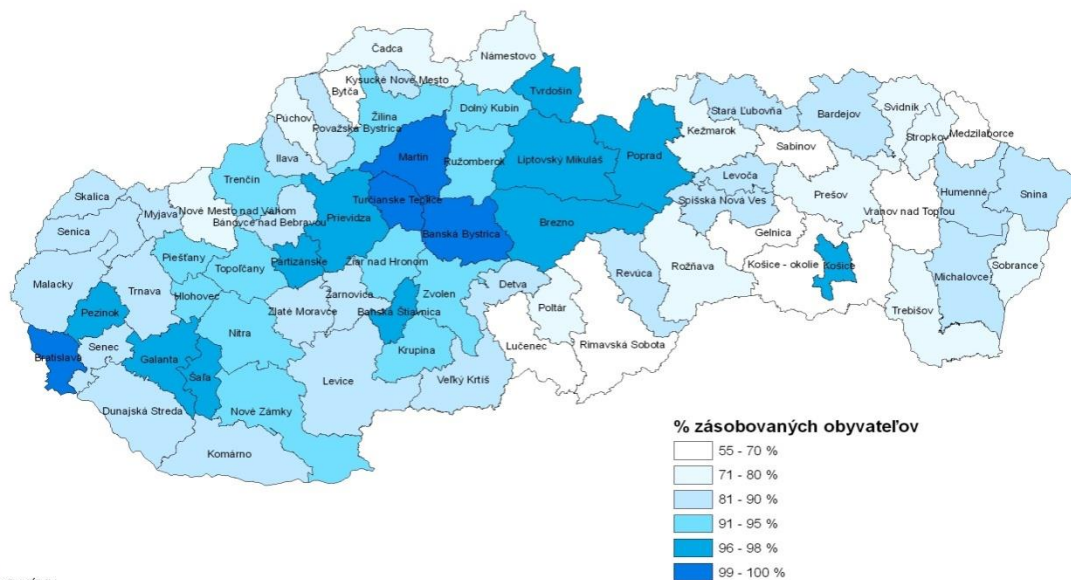 Čadca
Námestovo
Kysucké Nové Mesto
Bytča
Tvrdošín
Dolný Kubín
Žilina
Púchov
Považská Bystrica
Stará Ľubovňa
Bardejov
Svidník
Stropkov
Medzilaborce
Kežmarok
Sabinov
Ilava
Martin
Ružomberok
Liptovský Mikuláš
Poprad
Levoča
Prešov
Humenné
Snina
Trenčín
Turčianske Teplice
Spišská Nová Ves
Vranov nad Topľou
Skalica
Myjava
Nové Mesto nad Váhom
Bánovce nad Bebravou
Prievidza
Banská Bystrica
Brezno
Gelnica
Senica
Piešťany
Topoľčany
Partizánske
Žiar nad Hronom
Košice - okolie
Košice
Sobrance
Malacky
Trnava
Hlohovec
Žarnovica
Zvolen
Detva
Revúca
Rožňava
Michalovce
Pezinok
Zlaté Moravce
Banská Štiavnica
Poltár
Trebišov
Bratislava
Senec
Galanta
Nitra
Krupina
Lučenec
Rimavská Sobota
Šaľa
Levice
Veľký Krtíš
Dunajská Streda
Nové Zámky
Komárno
% zásobovaných obyvateľov
55 - 70 %
71 - 80 %
81 - 90 %
91 - 95 %
96 - 98 %
99 - 100 %